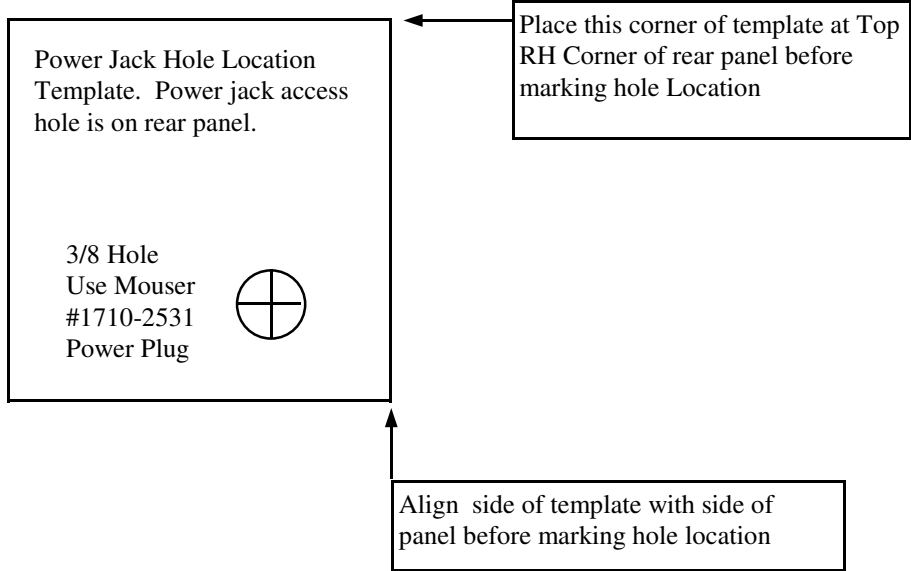 Place this corner of template at Top
RH Corner of rear panel before
marking hole Location
Power Jack Hole Location
Template.  Power jack access
hole is on rear panel.
3/8 Hole
Use Mouser
#1710-2531
Power Plug
Align  side of template with side of
panel before marking hole location